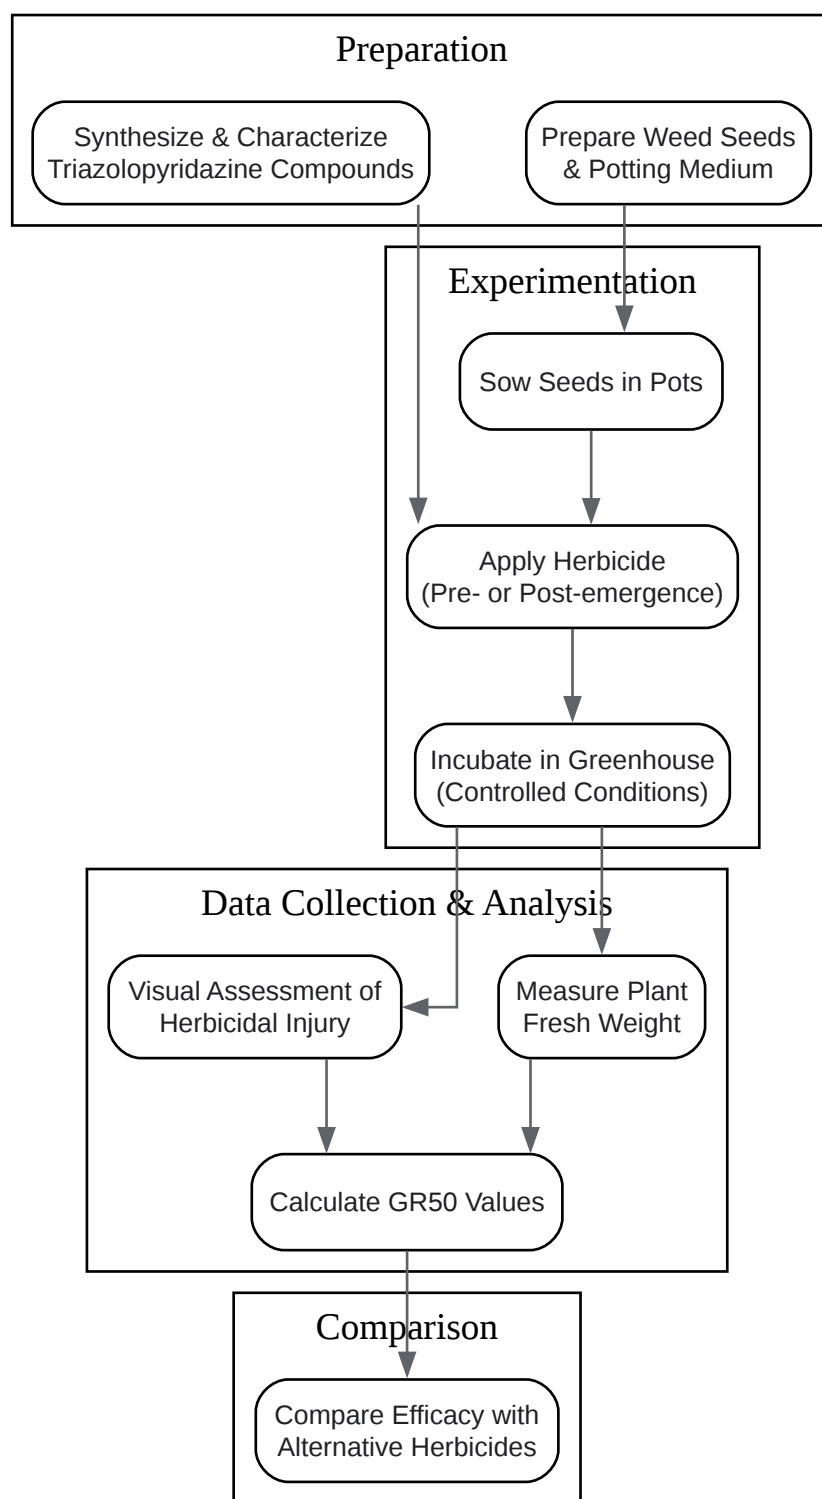 Preparation
Synthesize & Characterize
Triazolopyridazine Compounds
Prepare Weed Seeds
& Potting Medium
Experimentation
Sow Seeds in Pots
Apply Herbicide
(Pre- or Post-emergence)
Incubate in Greenhouse
(Controlled Conditions)
Data Collection & Analysis
Visual Assessment of
Herbicidal Injury
Measure Plant
Fresh Weight
Calculate GR50 Values
Comparison
Compare Efficacy with
Alternative Herbicides